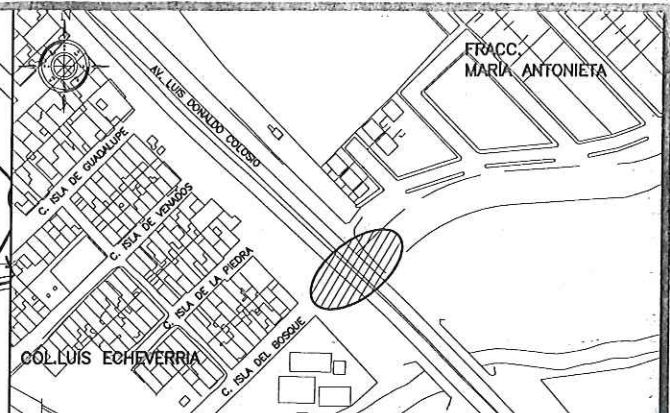 N
FRACC.
MARÍA ANTONIETA
AV. LUIS DONALDO COLOSIO
C. ISLA DE GUADALUPE
C. ISLA DE VENADOS
C. ISLA DE LA PIEDRA
C. ISLA DEL BOSQUE
COL.LUIS ECHEVERRIA